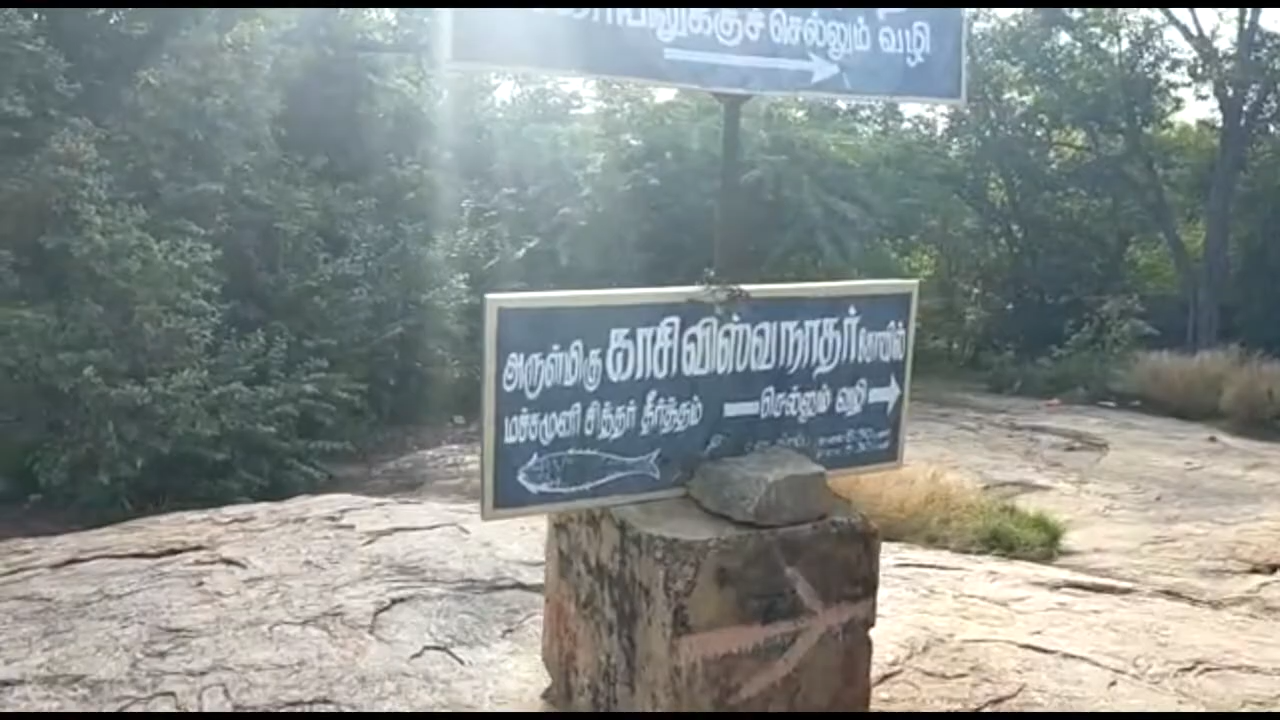 செல்லும் வழி
அருள்மிகு காசிவிஸ்வநாதர் கோயில்
மச்சமுனி சித்தர் தீர்த்தம் செல்லும் வழி